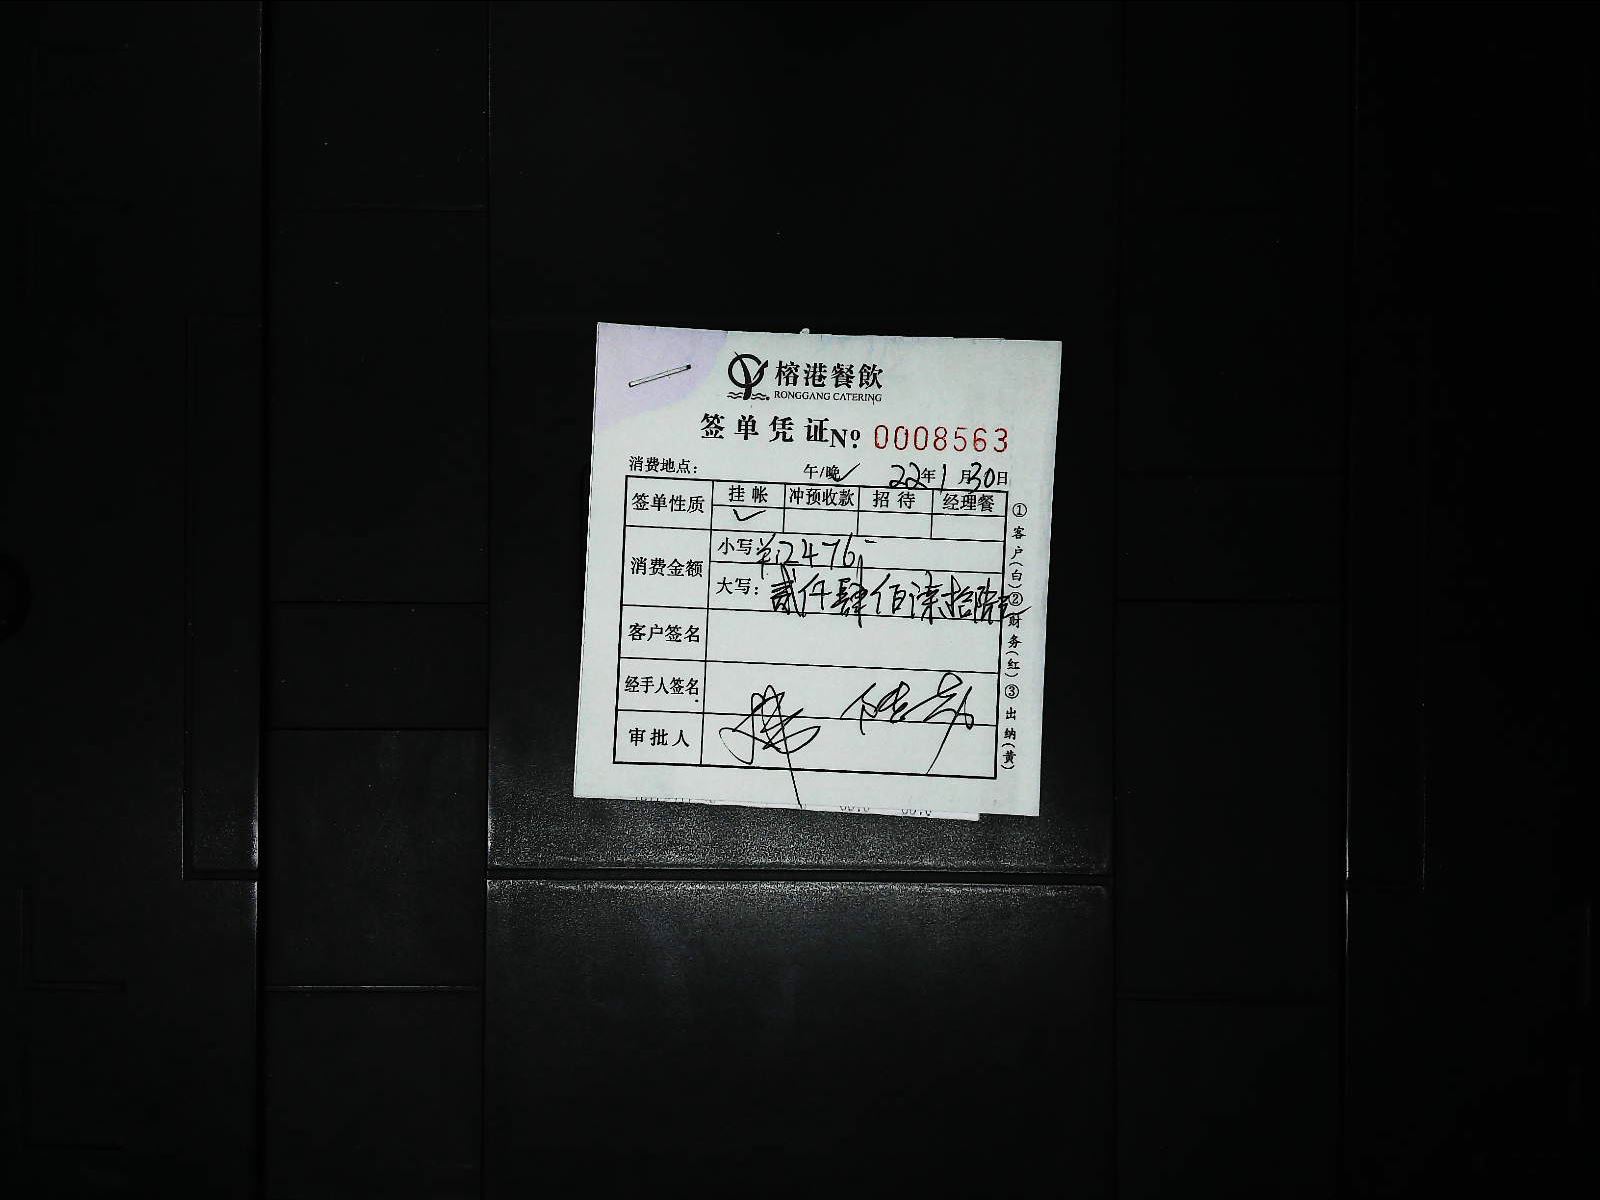 榕港餐飲
RONGGANG CATERING
签单凭证 № 0008563
消费地点: 午/晚✓ 22年1月30日
签单性质 挂帐 冲预收款 招待 经理餐
✓
消费金额 小写:¥:2476,-
大写:贰仟肆佰柒拾陆元
客户签名
经手人签名
审批人
①客户(白)②财务(红)③出纳(黄)